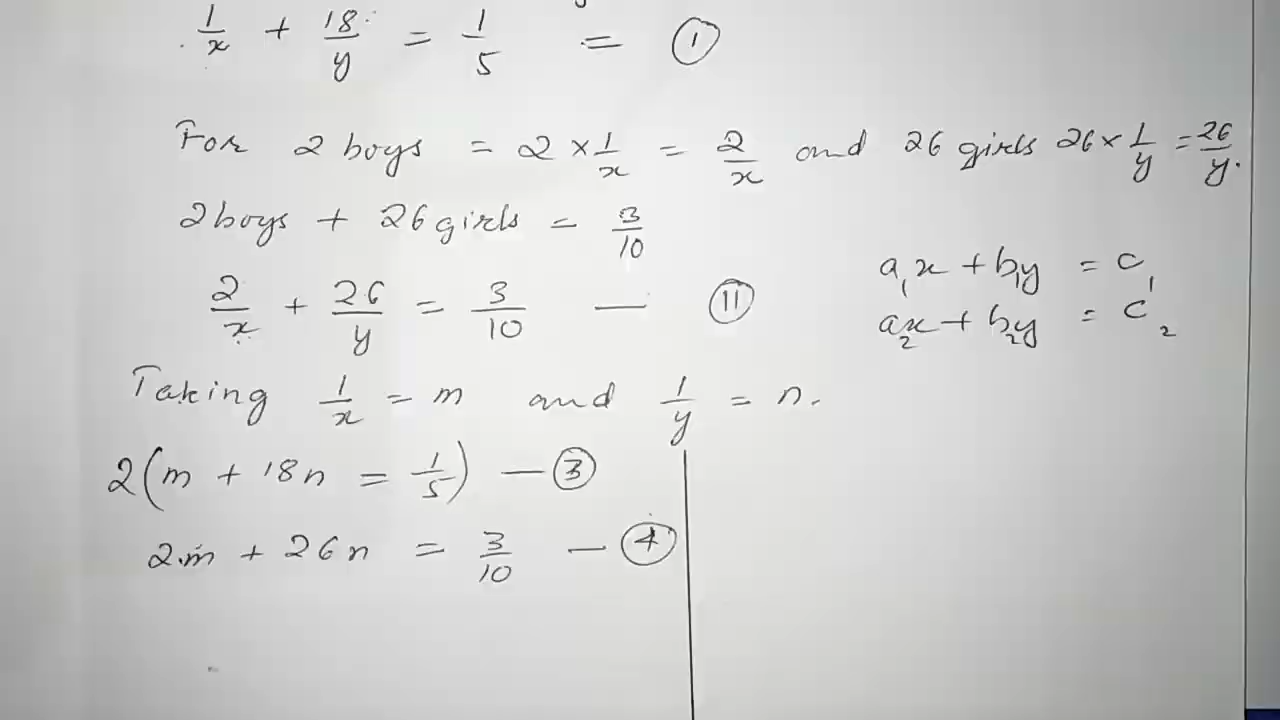 1/x + 18/y = 1/5 = ①
For 2 boys = 2 × 1/x = 2/x and 26 girls 26 × 1/y = 26/y.
2 boys + 26 girls = 3/10
2/x + 26/y = 3/10 — ⑪
a₁x + b₁y = c₁
a₂x + b₂y = c₂
Taking 1/x = m and 1/y = n.
2(m + 18n = 1/5) — ③
2m + 26n = 3/10 — ④